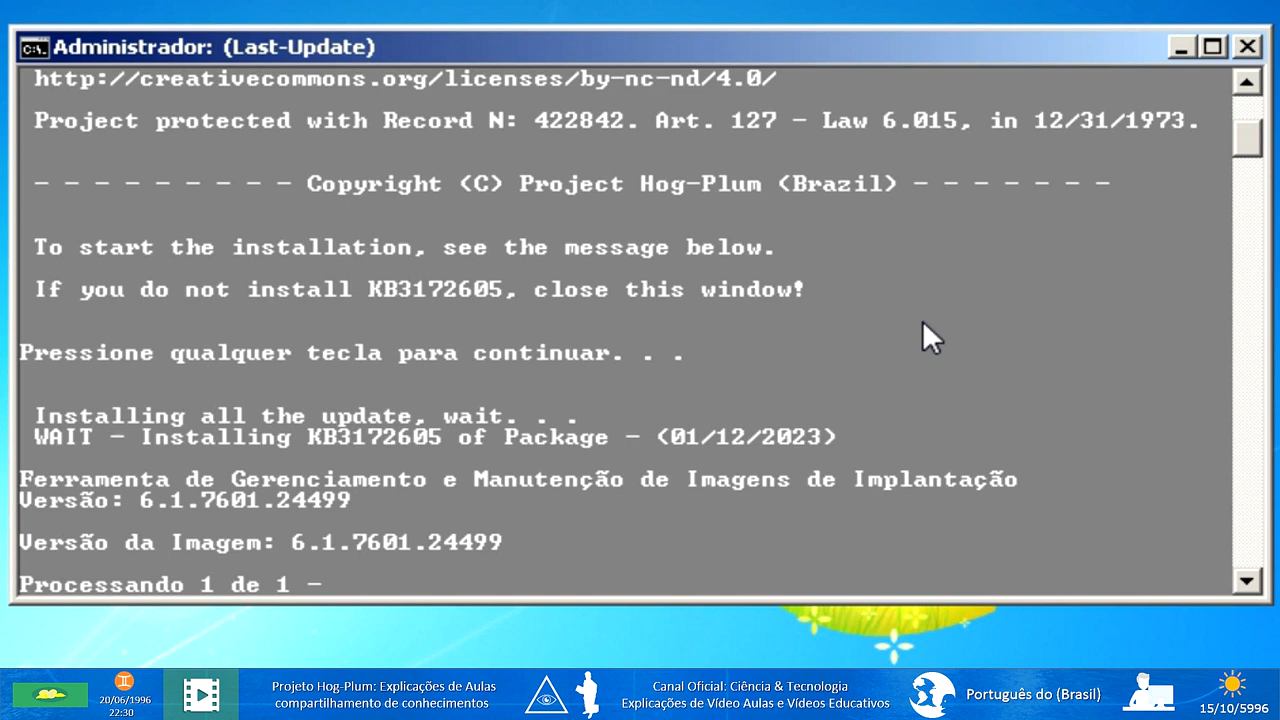 Administrador: (Last-Update)
http://creativecommons.org/licenses/by-nc-nd/4.0/
Project protected with Record N: 422842. Art. 127 - Law 6.015, in 12/31/1973.
- - - - - - - - - Copyright (C) Project Hog-Plum (Brazil) - - - - - - -
To start the installation, see the message below.
If you do not install KB3172605, close this window!
Pressione qualquer tecla para continuar. . .
Installing all the update, wait. . .
WAIT - Installing KB3172605 of Package - (01/12/2023)
Ferramenta de Gerenciamento e Manutenção de Imagens de Implantação
Versão: 6.1.7601.24499
Versão da Imagem: 6.1.7601.24499
Processando 1 de 1 -
20/06/1996
22:30
Projeto Hog-Plum: Explicações de Aulas
compartilhamento de conhecimentos
Canal Oficial: Ciência & Tecnologia
Explicações de Vídeo Aulas e Vídeos Educativos
Português do (Brasil)
15/10/5996